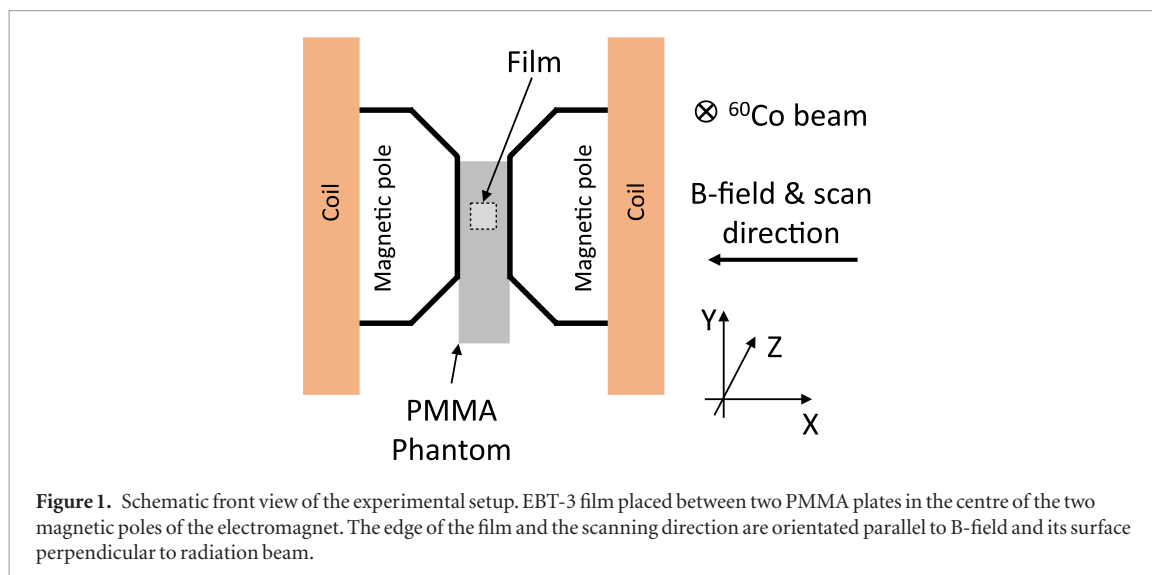 Film
⊗ ⁶⁰Co beam
Coil
Magnetic pole
Magnetic pole
Coil
B-field & scan
direction
Y
Z
X
PMMA
Phantom
Figure 1. Schematic front view of the experimental setup. EBT-3 film placed between two PMMA plates in the centre of the two
magnetic poles of the electromagnet. The edge of the film and the scanning direction are orientated parallel to B-field and its surface
perpendicular to radiation beam.